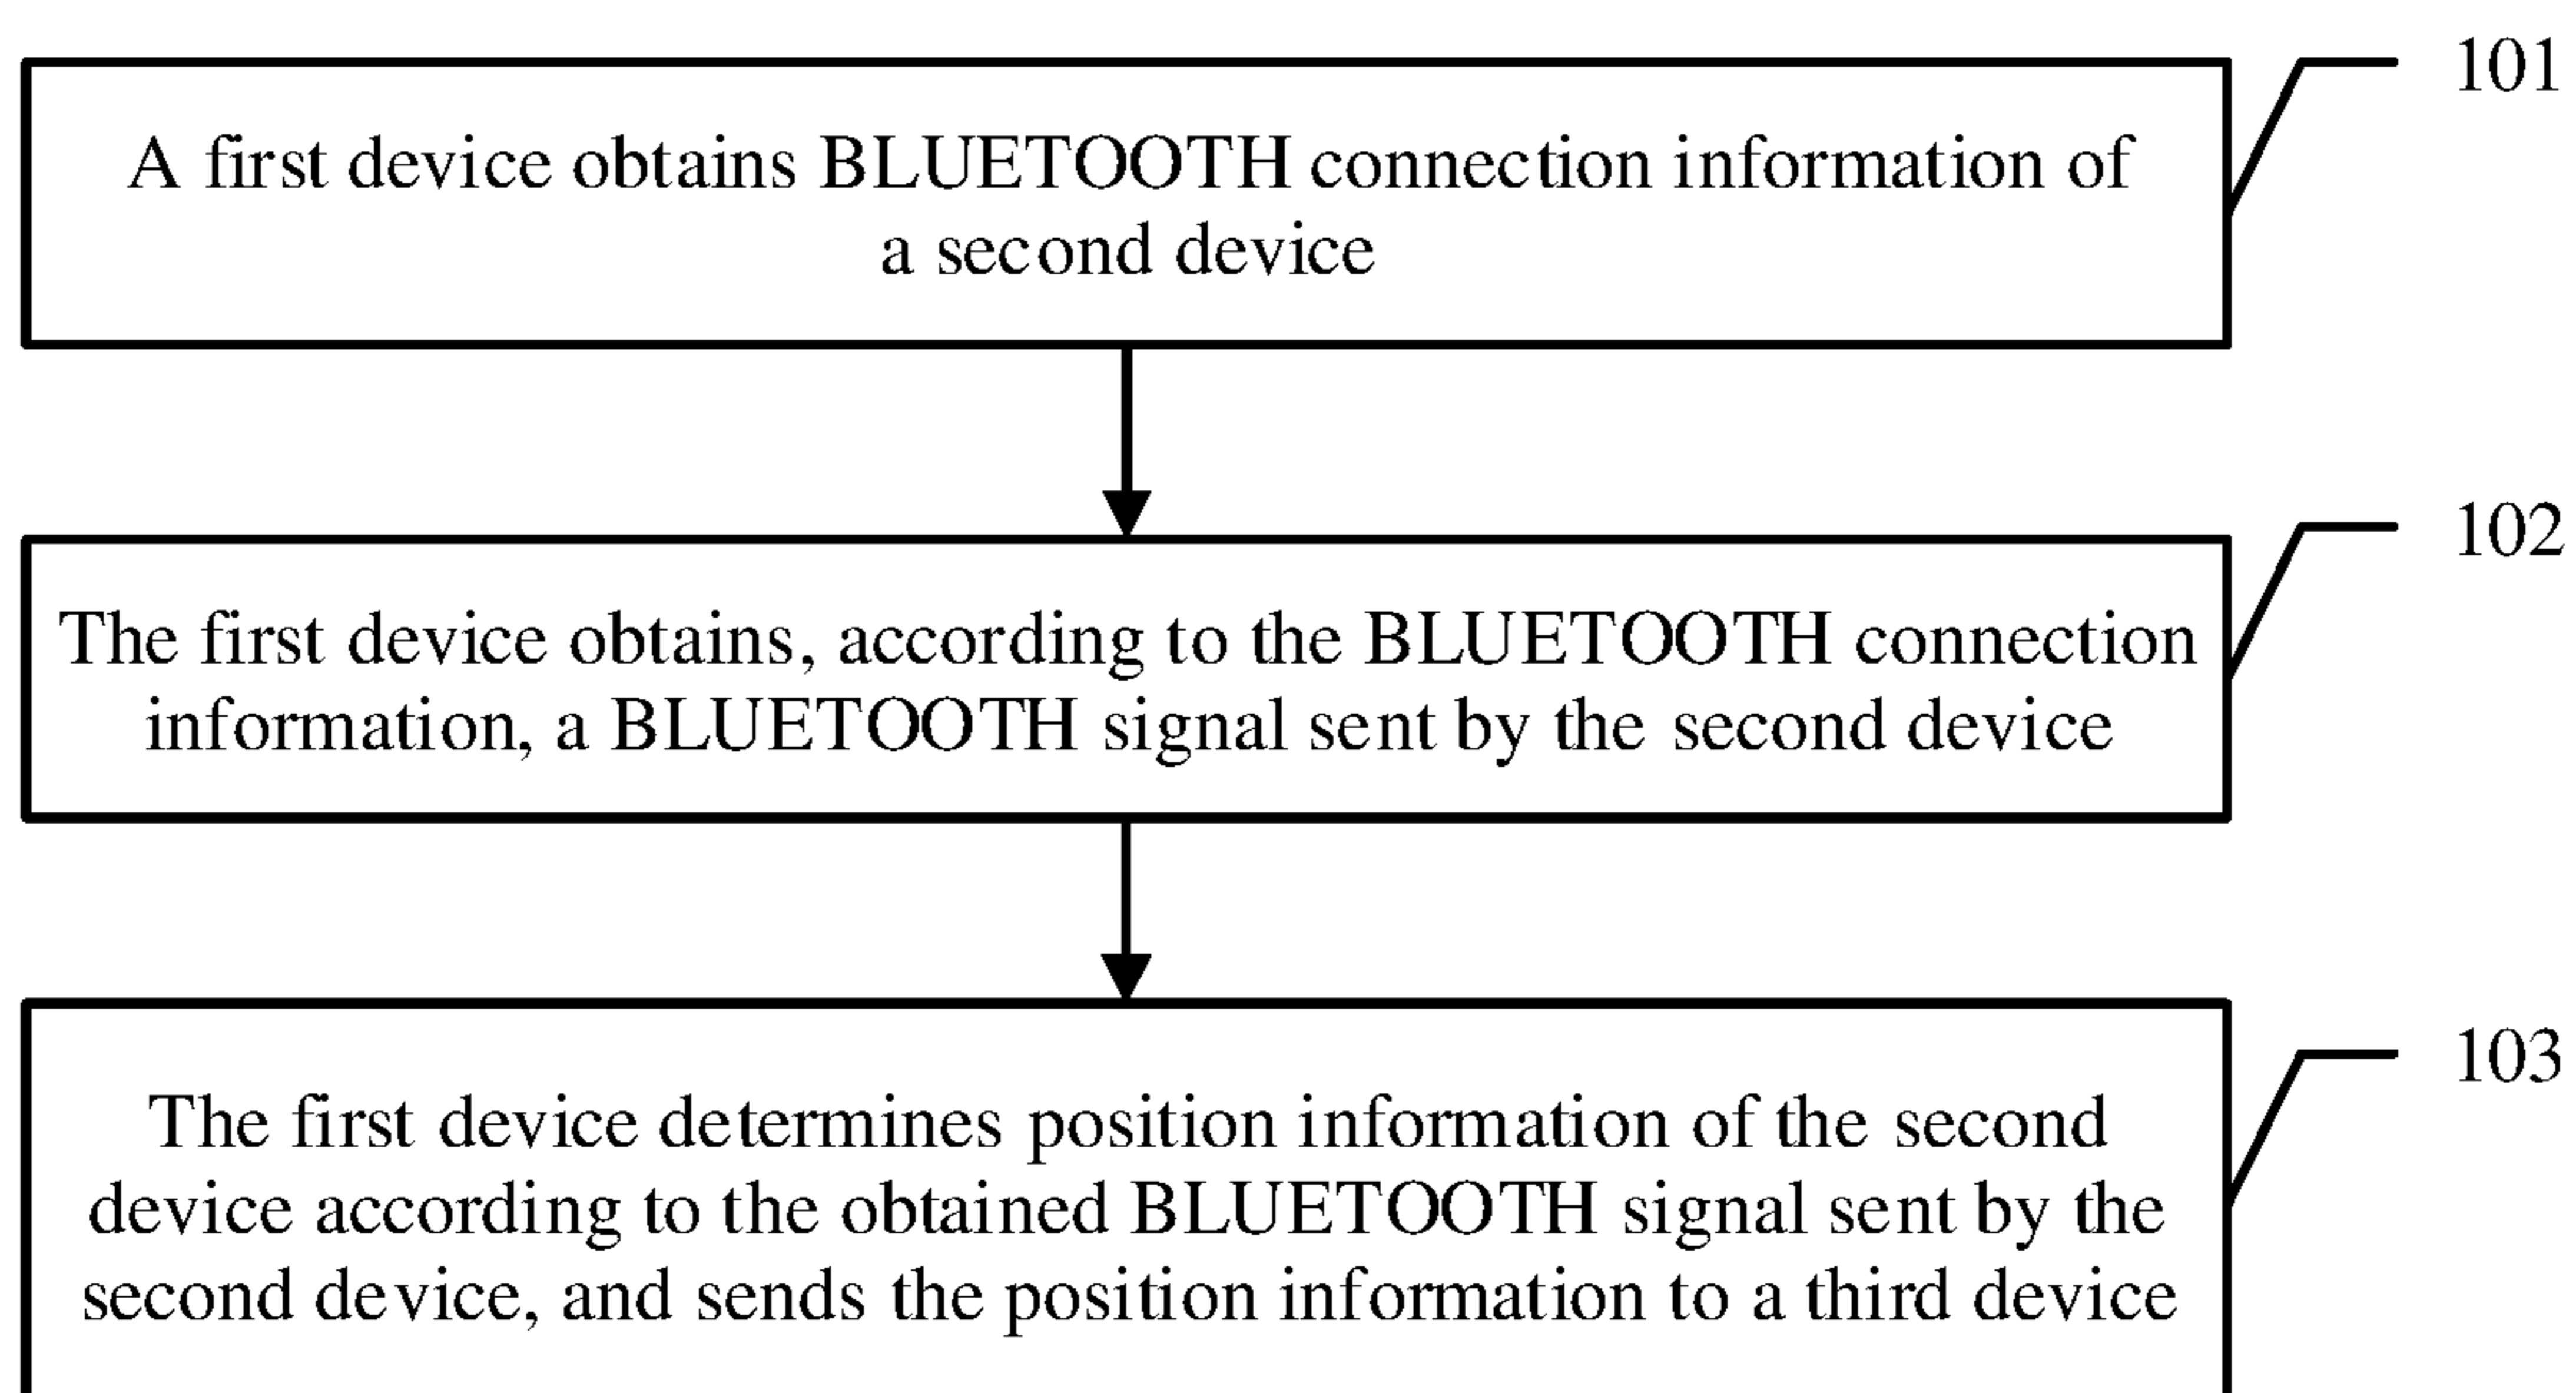 101
A first device obtains BLUETOOTH connection information of
a second device
102
The first device obtains, according to the BLUETOOTH connection
information, a BLUETOOTH signal sent by the second device
103
The first device determines position information of the second
device according to the obtained BLUETOOTH signal sent by the
second device, and sends the position information to a third device